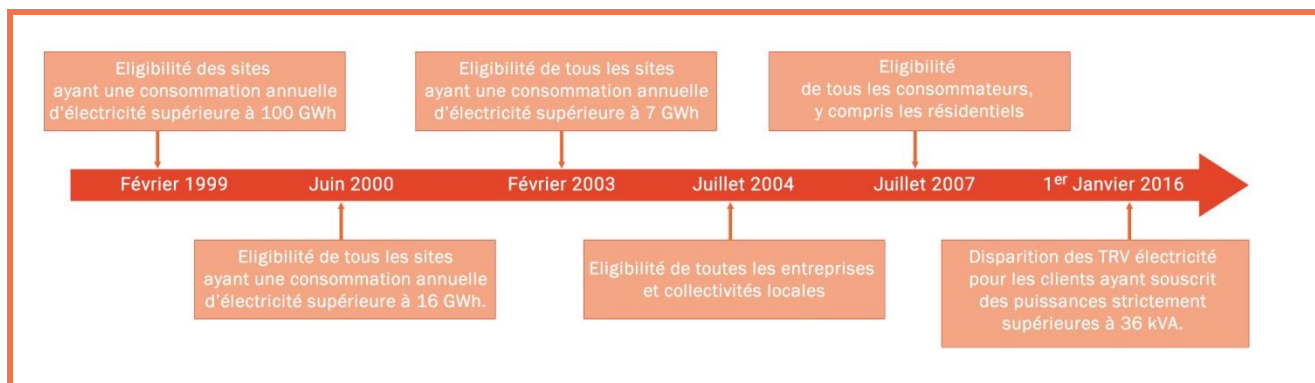 Eligibilité des sites
ayant une consommation annuelle
d'électricité supérieure à 100 GWh
Eligibilité de tous les sites
ayant une consommation annuelle
d'électricité supérieure à 7 GWh
Eligibilité
de tous les consommateurs,
y compris les résidentiels
Février 1999
Juin 2000
Février 2003
Juillet 2004
Juillet 2007
1er Janvier 2016
Eligibilité de tous les sites
ayant une consommation annuelle
d'électricité supérieure à 16 GWh.
Eligibilité de toutes les entreprises
et collectivités locales
Disparition des TRV électricité
pour les clients ayant souscrit
des puissances strictement
supérieures à 36 kVA.